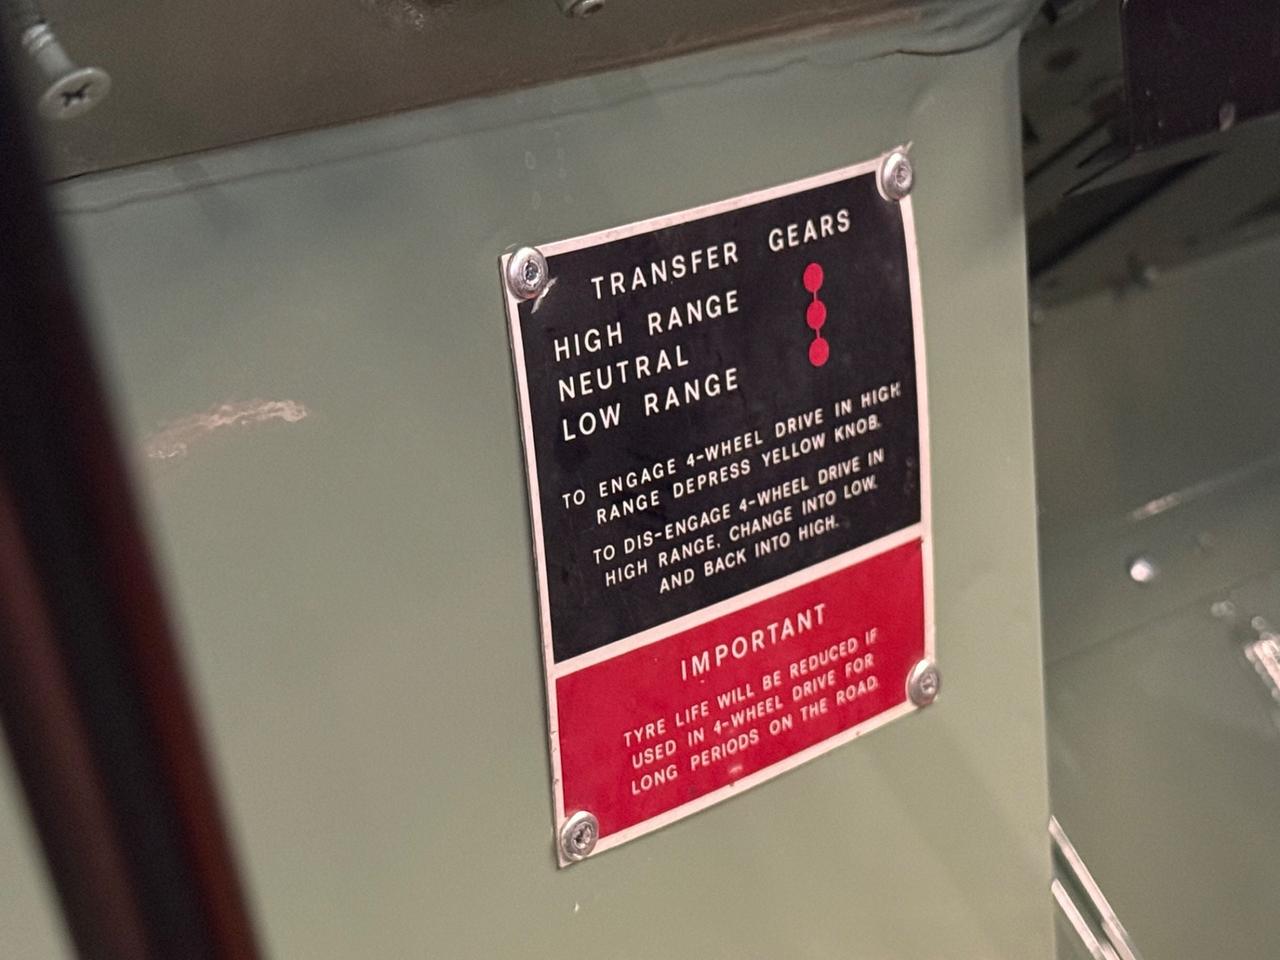 TRANSFER GEARS
HIGH RANGE
NEUTRAL
LOW RANGE
TO ENGAGE 4-WHEEL DRIVE IN HIGH
RANGE DEPRESS YELLOW KNOB.
TO DIS-ENGAGE 4-WHEEL DRIVE IN
HIGH RANGE, CHANGE INTO LOW,
AND BACK INTO HIGH.
IMPORTANT
TYRE LIFE WILL BE REDUCED IF
USED IN 4-WHEEL DRIVE FOR
LONG PERIODS ON THE ROAD.